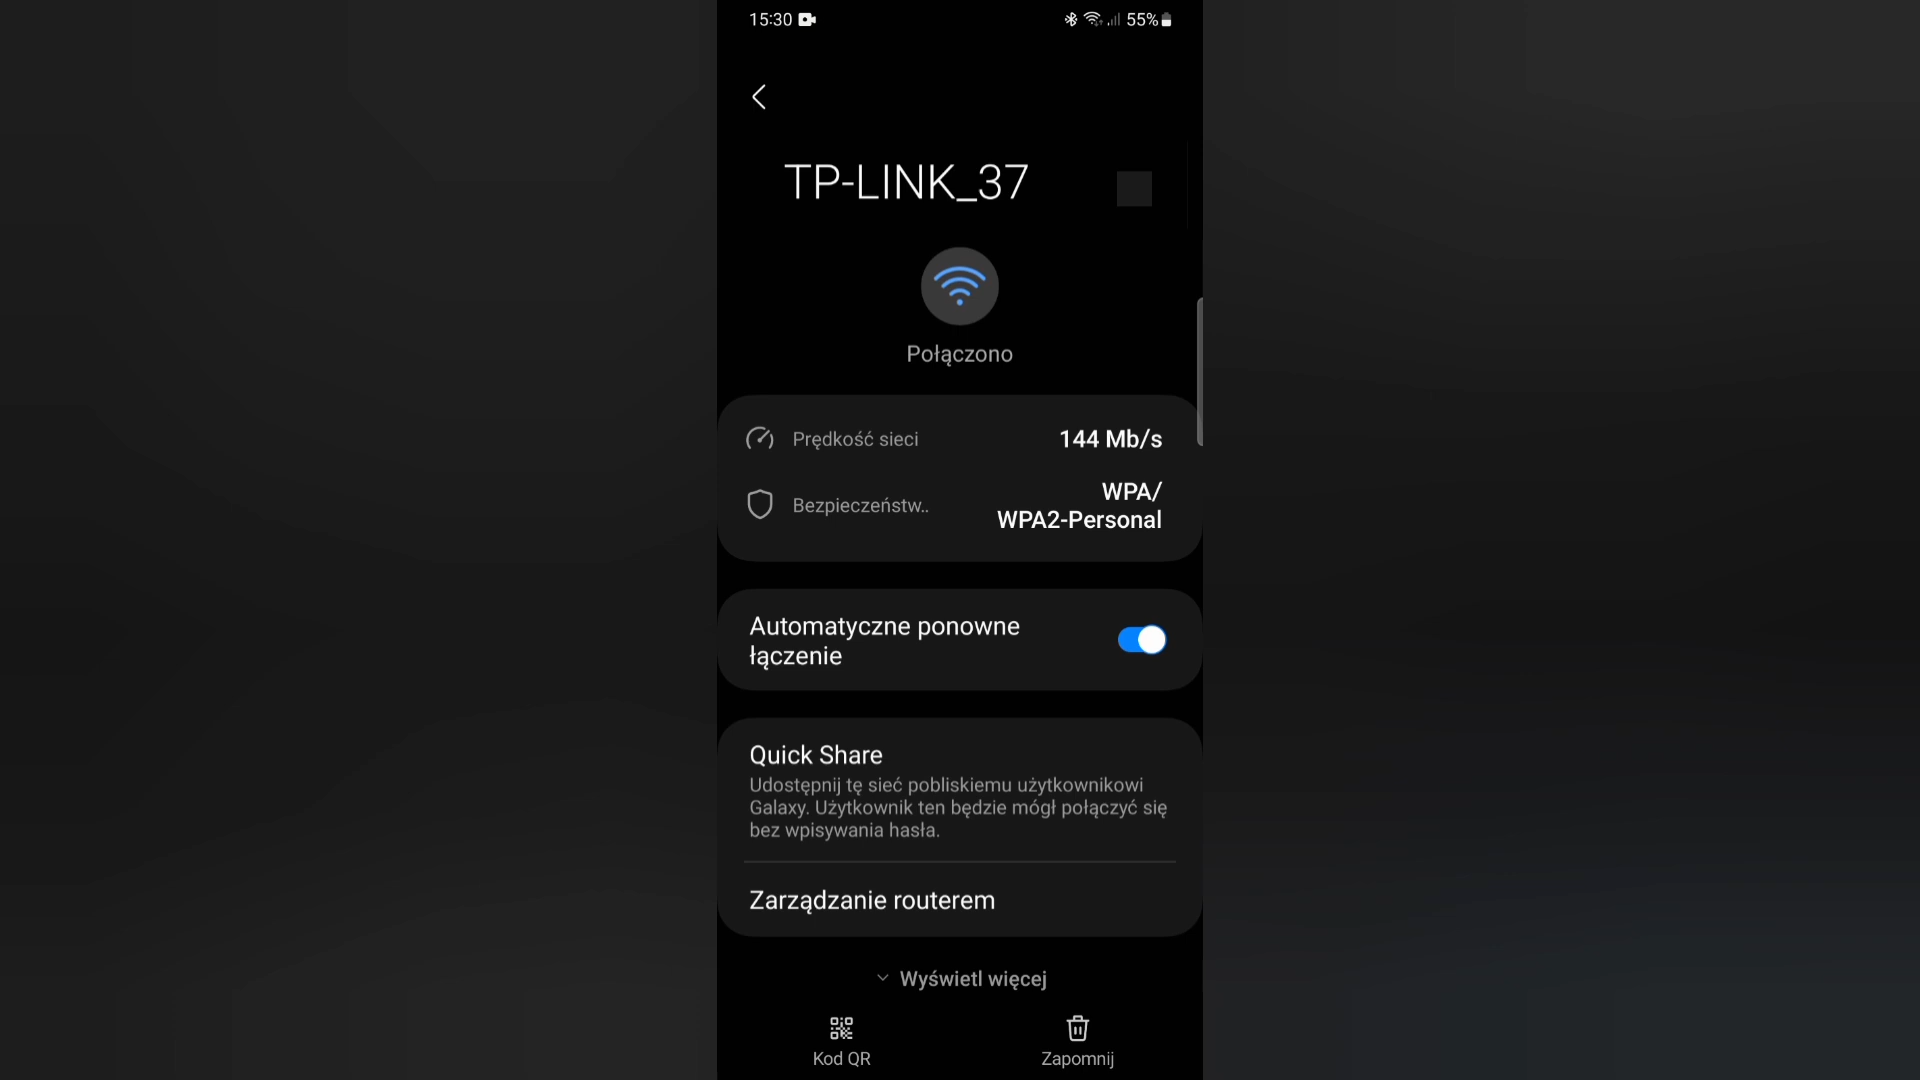 15:30
55%
TP-LINK_37
Połączono
Prędkość sieci
144 Mb/s
Bezpieczeństw..
WPA/
WPA2-Personal
Automatyczne ponowne
łączenie
Quick Share
Udostępnij tę sieć pobliskiemu użytkownikowi
Galaxy. Użytkownik ten będzie mógł połączyć się
bez wpisywania hasła.
Zarządzanie routerem
Wyświetl więcej
Kod QR
Zapomnij